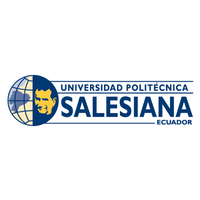 UNIVERSIDAD POLITÉCNICA
SALESIANA
ECUADOR